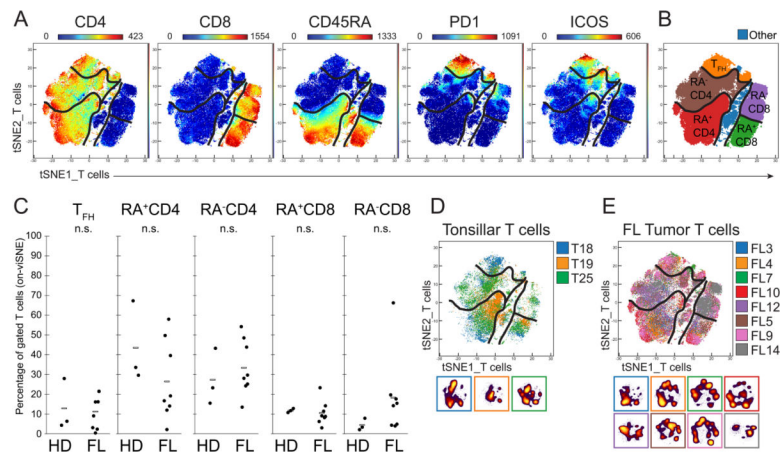 A
CD4
CD8
CD45RA
PD1
ICOS
B
0 423
0 1554
0 1333
0 1091
0 606
Other
tSNE2_T cells
tSNE1_T cells
T_FH
RA⁻
CD4
RA⁻
CD8
RA⁺
CD4
RA⁺
CD8
C
T_FH
RA⁺CD4
RA⁻CD4
RA⁺CD8
RA⁻CD8
n.s. n.s. n.s. n.s. n.s.
Percentage of gated T cells (on-viSNE)
100
90
80
70
60
50
40
30
20
10
0
HD FL HD FL HD FL HD FL HD FL
D
Tonsillar T cells
T18
T19
T25
tSNE2_T cells
tSNE1_T cells
E
FL Tumor T cells
FL3
FL4
FL7
FL10
FL12
FL5
FL9
FL14
tSNE2_T cells
tSNE1_T cells